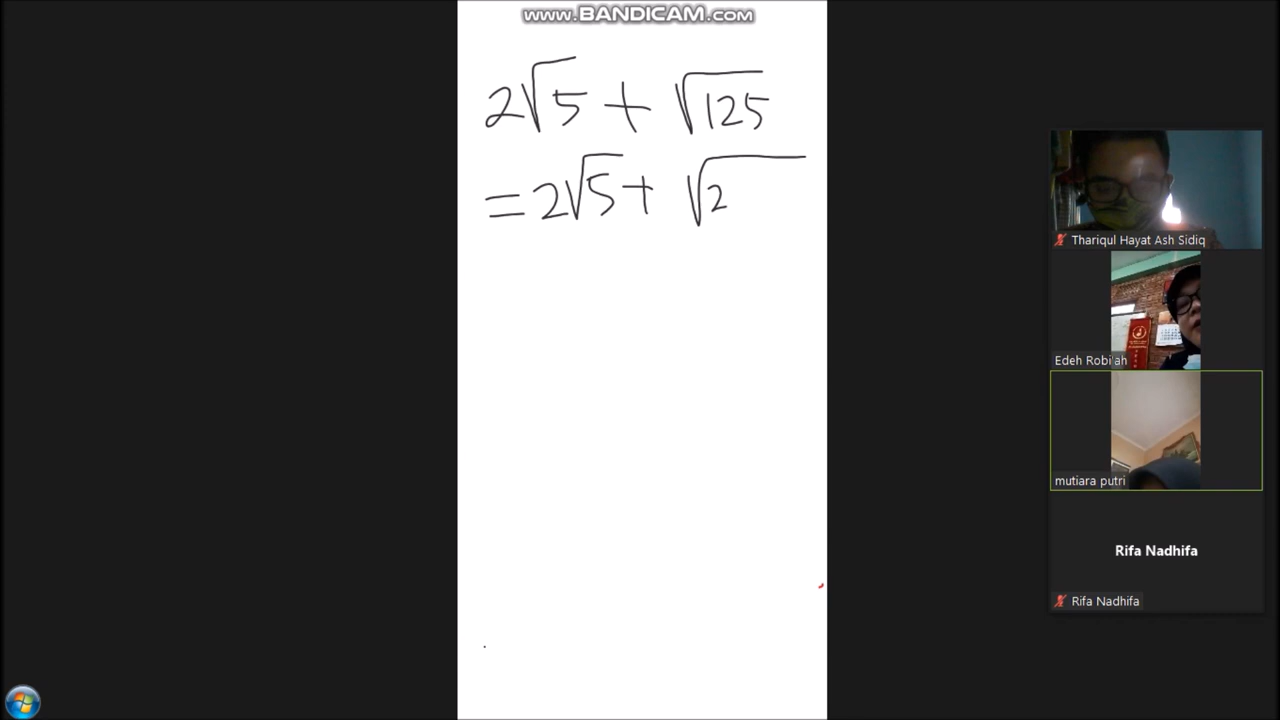 www.BANDICAM.com
2√5 + √125
= 2√5 + √2
Thariqul Hayat Ash Sidiq
Edeh Robi'ah
mutiara putri
Rifa Nadhifa
Rifa Nadhifa